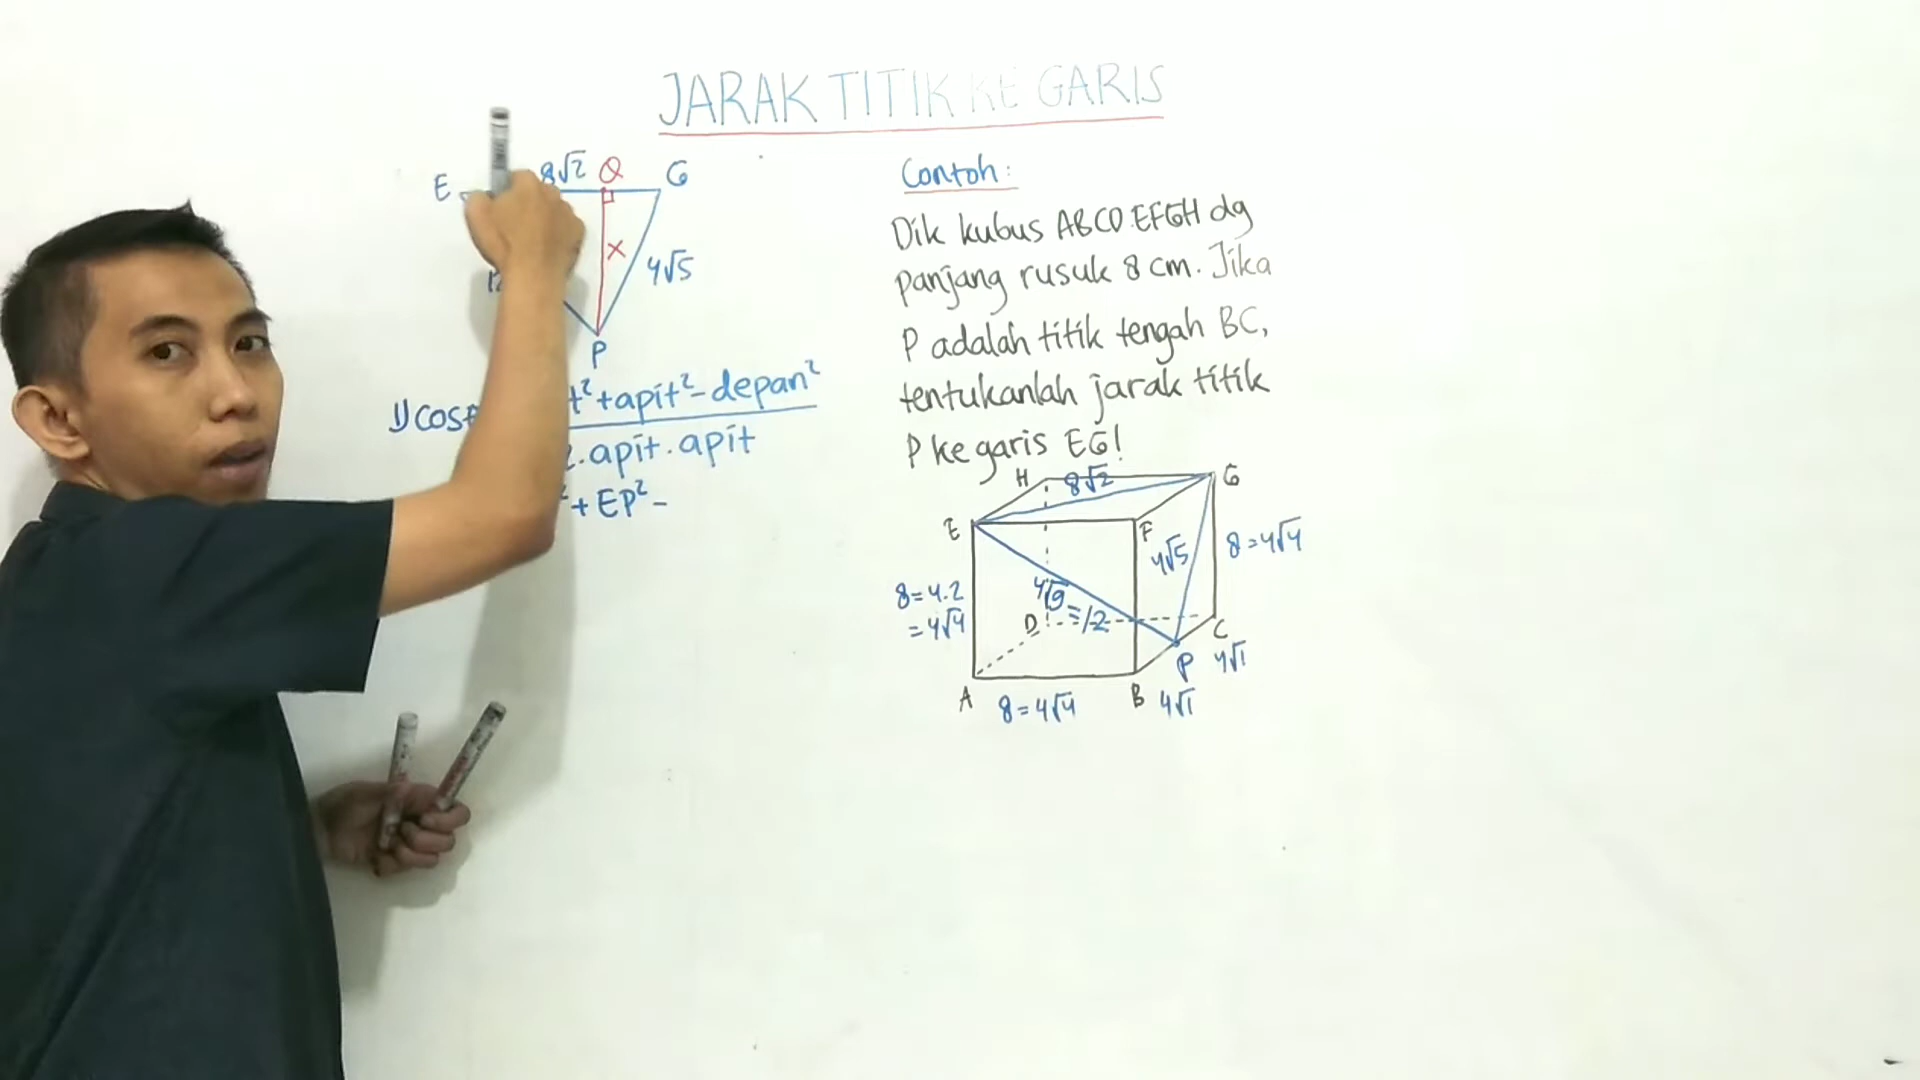 JARAK TITIK KE GARIS
E 8√2 Q G
X 4√5
P
1) Cos
t²+apit²-depan²
.apit.apit
+EP²-
Contoh:
Dik kubus ABCD.EFGH dg
panjang rusuk 8 cm. Jika
P adalah titik tengah BC,
tentukanlah jarak titik
P ke garis EG!
H 8√2 G
E F
4√5 8=4√4
8=4.2 4√9
=4√4 D =12 C
P 4√1
A 8=4√4 B 4√1